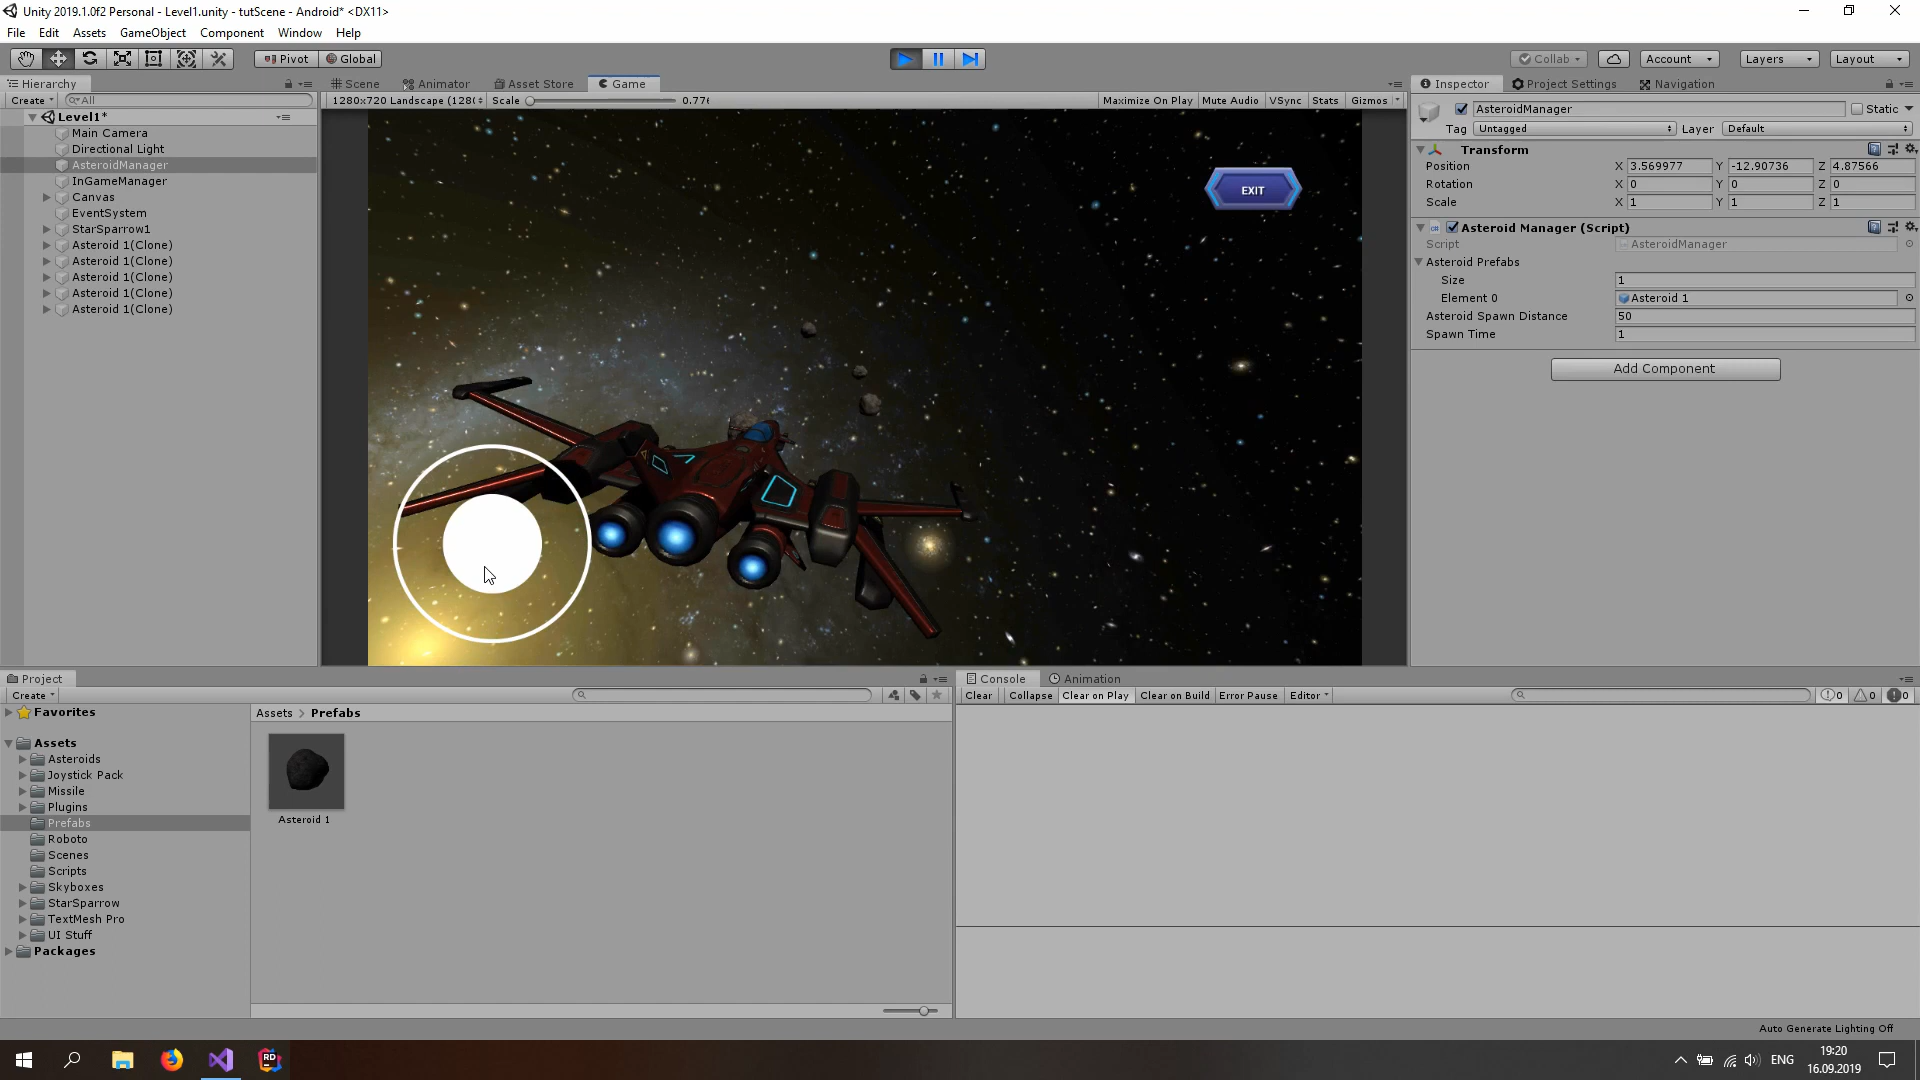 Unity 2019.1.0f2 Personal - Level1.unity - tutScene - Android* <DX11>
File Edit Assets GameObject Component Window Help
Pivot Global Collab Account Layers Layout
Hierarchy Scene Animator Asset Store Game Inspector Project Settings Navigation
Create All 1280x720 Landscape (128( Scale 0.77 Maximize On Play Mute Audio VSync Stats Gizmos
AsteroidManager Static
Tag Untagged Layer Default
Level1*
Main Camera
Directional Light
AsteroidManager
InGameManager
Canvas
EventSystem
StarSparrow1
Asteroid 1(Clone)
Asteroid 1(Clone)
Asteroid 1(Clone)
Asteroid 1(Clone)
Asteroid 1(Clone)
EXIT
Transform
Position X 3.569977 Y -12.90736 Z 4.87566
Rotation X 0 Y 0 Z 0
Scale X 1 Y 1 Z 1
Asteroid Manager (Script)
Script AsteroidManager
Asteroid Prefabs
Size 1
Element 0 Asteroid 1
Asteroid Spawn Distance 50
Spawn Time 1
Add Component
Project
Create
Favorites
Assets
Asteroids
Joystick Pack
Missile
Plugins
Prefabs
Roboto
Scenes
Scripts
Skyboxes
StarSparrow
TextMesh Pro
UI Stuff
Packages
Assets > Prefabs
Asteroid 1
Console Animation
Clear Collapse Clear on Play Clear on Build Error Pause Editor 0 0 0
Auto Generate Lighting Off
RD
ENG
19:20
16.09.2019